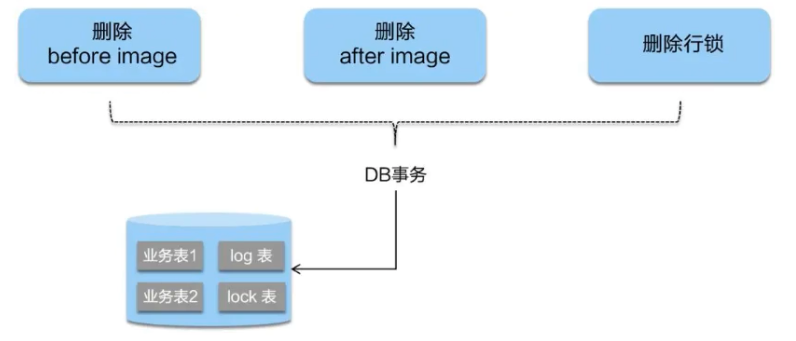 删除
before image
删除
after image
删除行锁
DB事务
业务表1
log 表
业务表2
lock 表